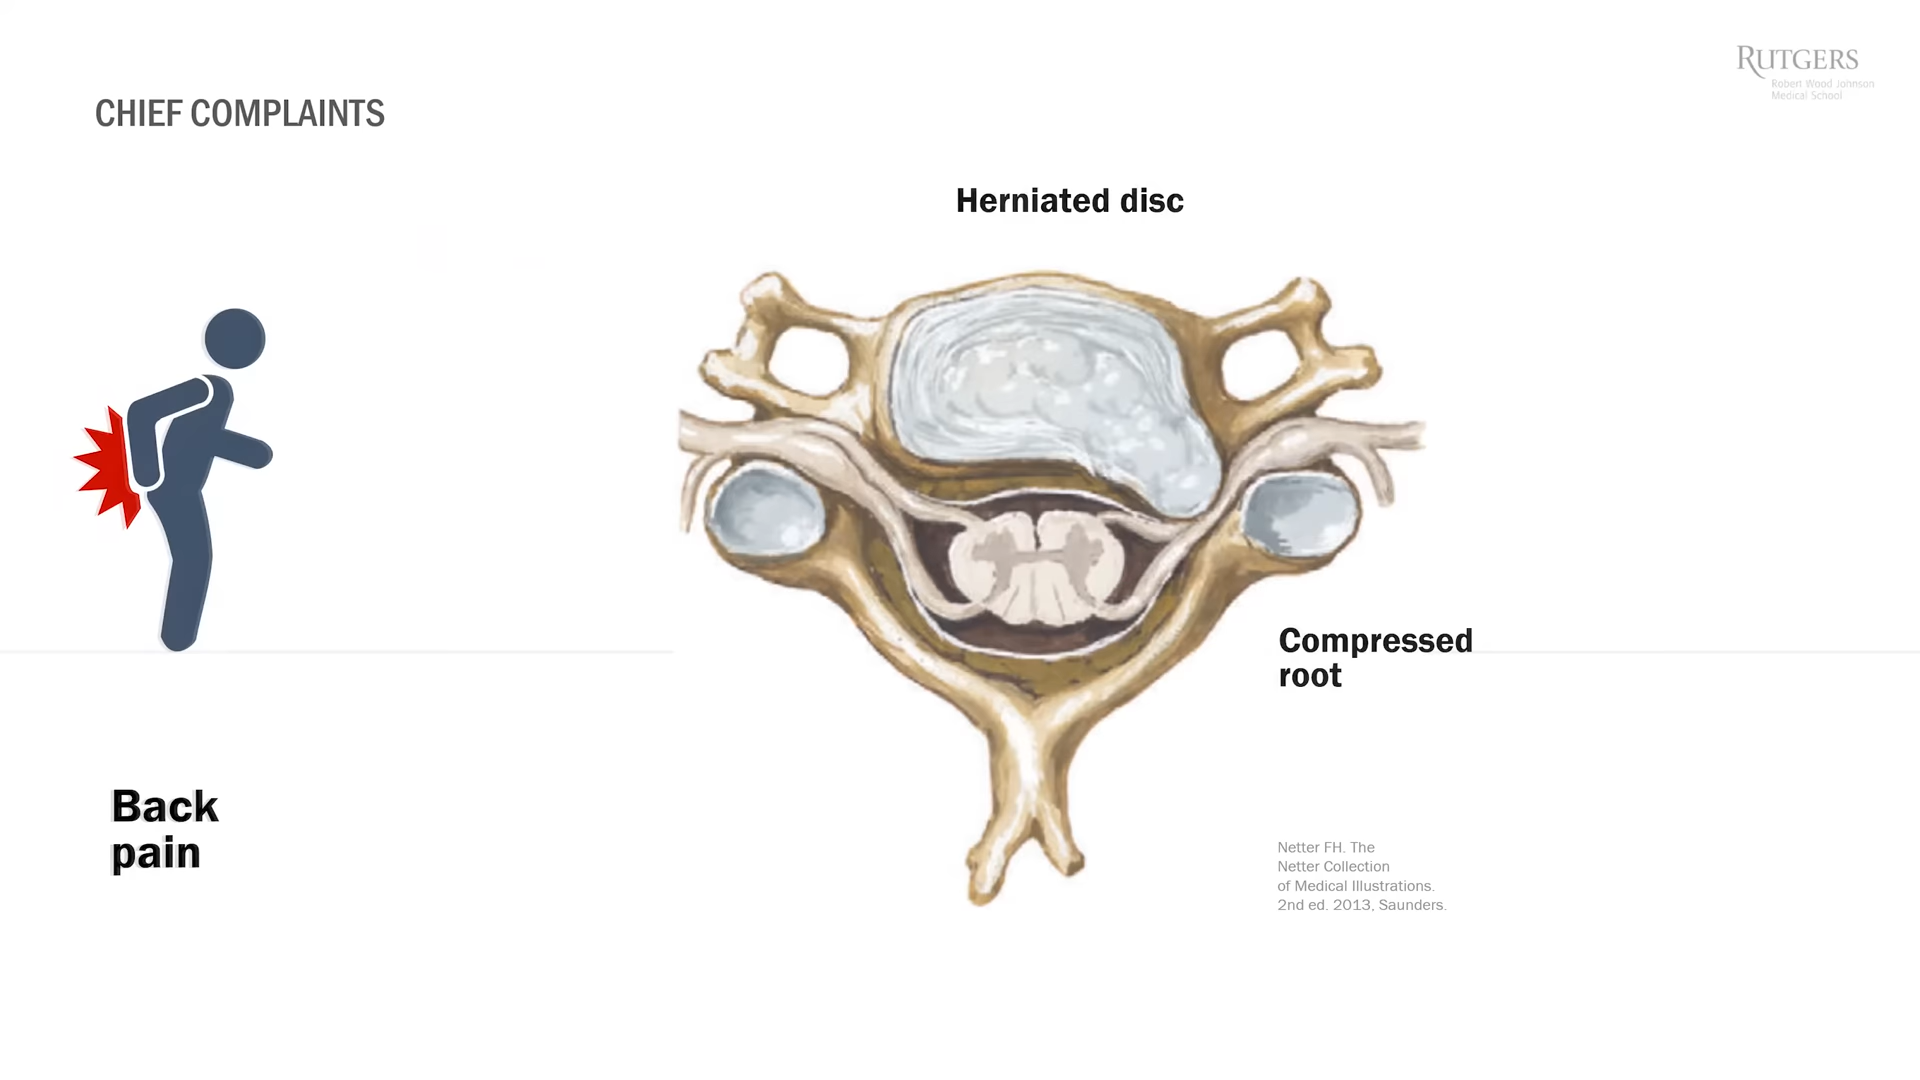 RUTGERS
Robert Wood Johnson
Medical School
CHIEF COMPLAINTS
Herniated disc
Compressed
root
Back
pain
Netter FH. The
Netter Collection
of Medical Illustrations.
2nd ed. 2013, Saunders.